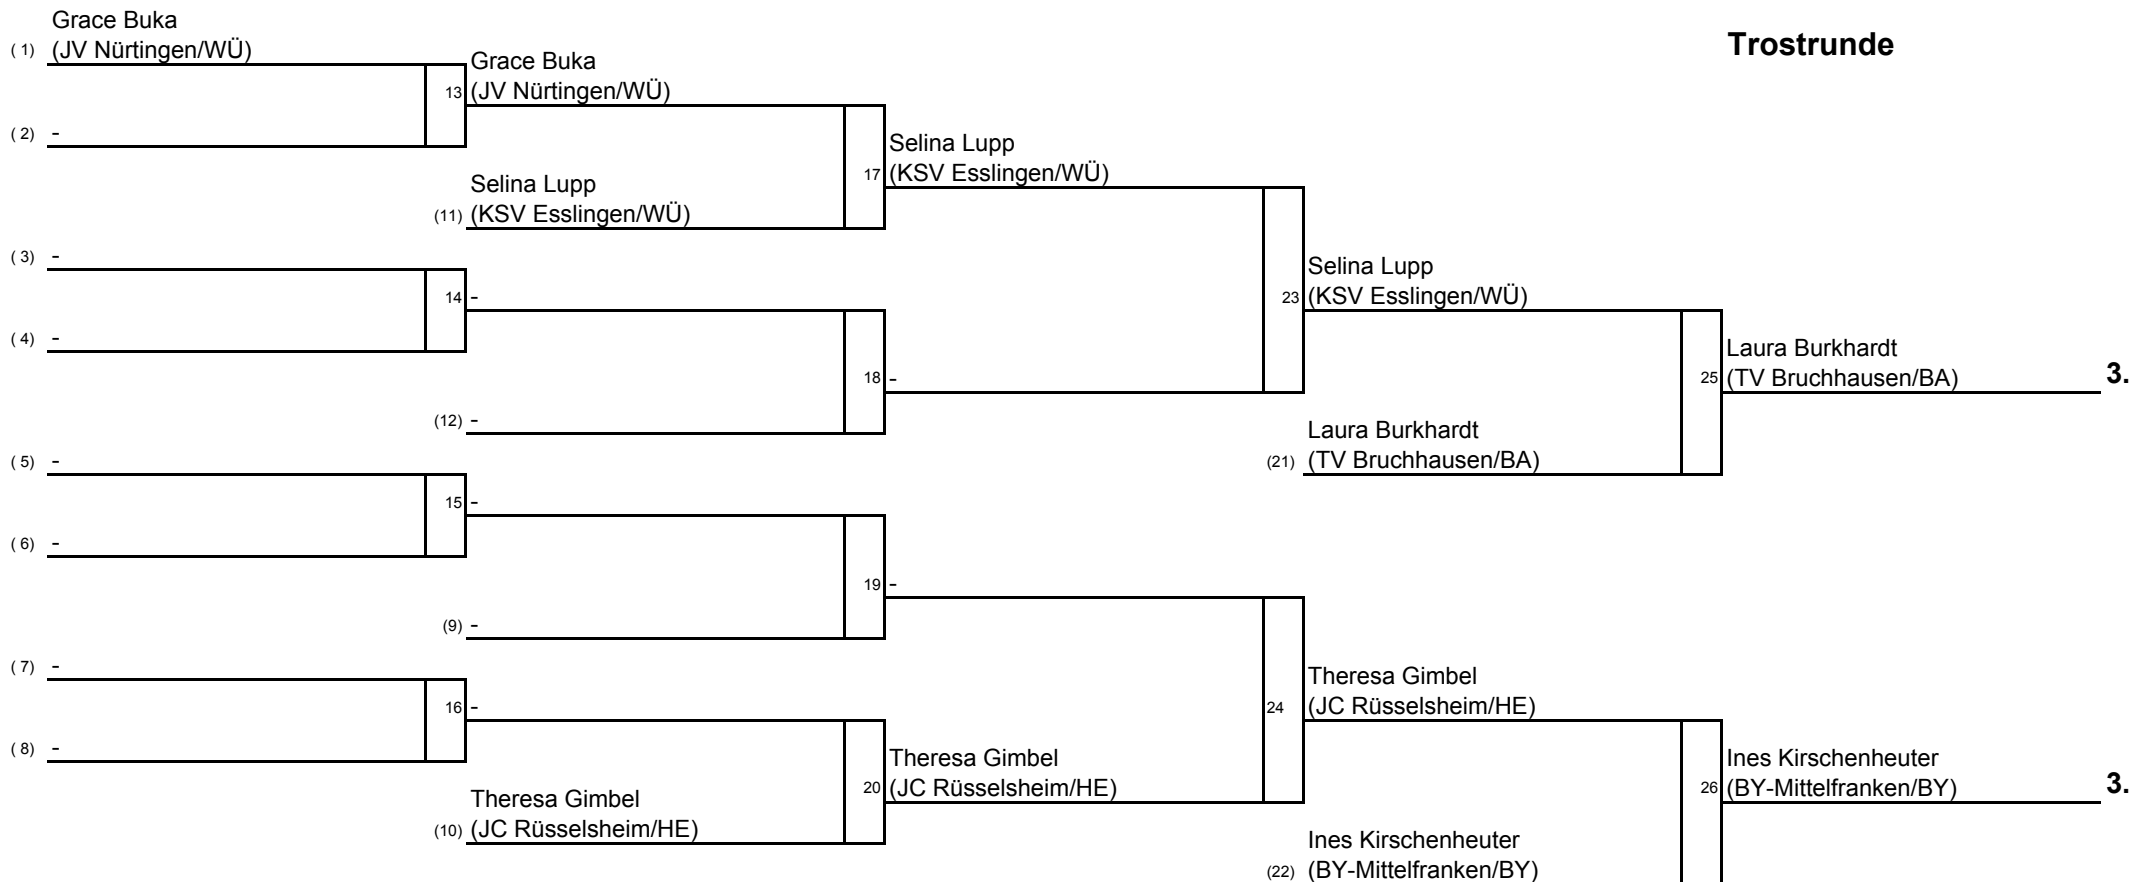 Trostrunde
Grace Buka
( 1) (JV Nürtingen/WÜ)
Grace Buka
13 (JV Nürtingen/WÜ)
( 2) -
Selina Lupp
17 (KSV Esslingen/WÜ)
Selina Lupp
(11) (KSV Esslingen/WÜ)
( 3) -
Selina Lupp
23 (KSV Esslingen/WÜ)
14 -
( 4) -
Laura Burkhardt
25 (TV Bruchhausen/BA) 3.
18 -
(12) -
Laura Burkhardt
(21) (TV Bruchhausen/BA)
( 5) -
15 -
( 6) -
19 -
(9) -
( 7) -
Theresa Gimbel
24 (JC Rüsselsheim/HE)
16 -
( 8) -
Theresa Gimbel
20 (JC Rüsselsheim/HE)
Ines Kirschenheuter
26 (BY-Mittelfranken/BY) 3.
Theresa Gimbel
(10) (JC Rüsselsheim/HE)
Ines Kirschenheuter
(22) (BY-Mittelfranken/BY)